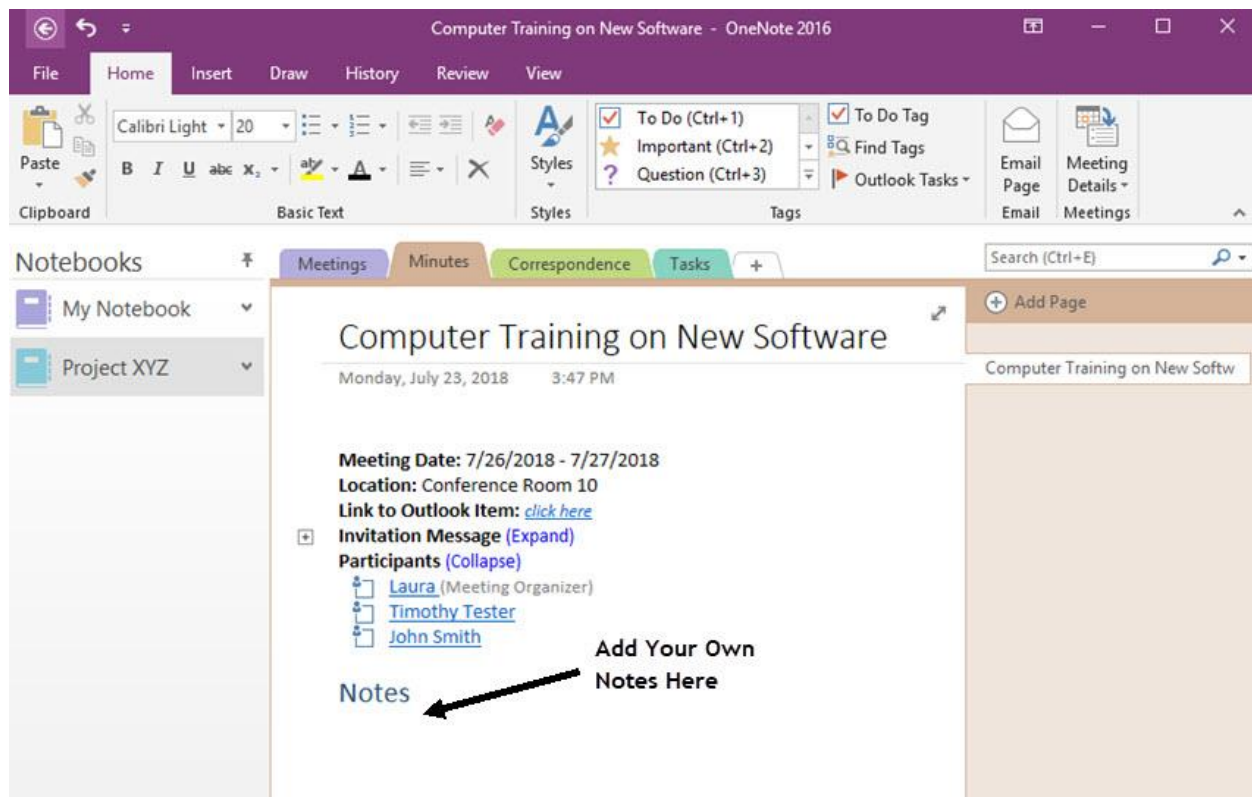 Computer Training on New Software - OneNote 2016
File Home Insert Draw History Review View
Calibri Light 20
To Do (Ctrl+1)
Important (Ctrl+2)
Question (Ctrl+3)
To Do Tag
Find Tags
Outlook Tasks
Paste
B I U abc X₂ aby A
Styles
Email Page
Meeting Details
Clipboard Basic Text Styles Tags Email Meetings
Notebooks
My Notebook
Project XYZ
Meetings Minutes Correspondence Tasks +
Search (Ctrl+E)
Add Page
Computer Training on New Softw
Computer Training on New Software
Monday, July 23, 2018 3:47 PM
Meeting Date: 7/26/2018 - 7/27/2018
Location: Conference Room 10
Link to Outlook Item: click here
Invitation Message (Expand)
Participants (Collapse)
Laura (Meeting Organizer)
Timothy Tester
John Smith
Add Your Own
Notes Here
Notes